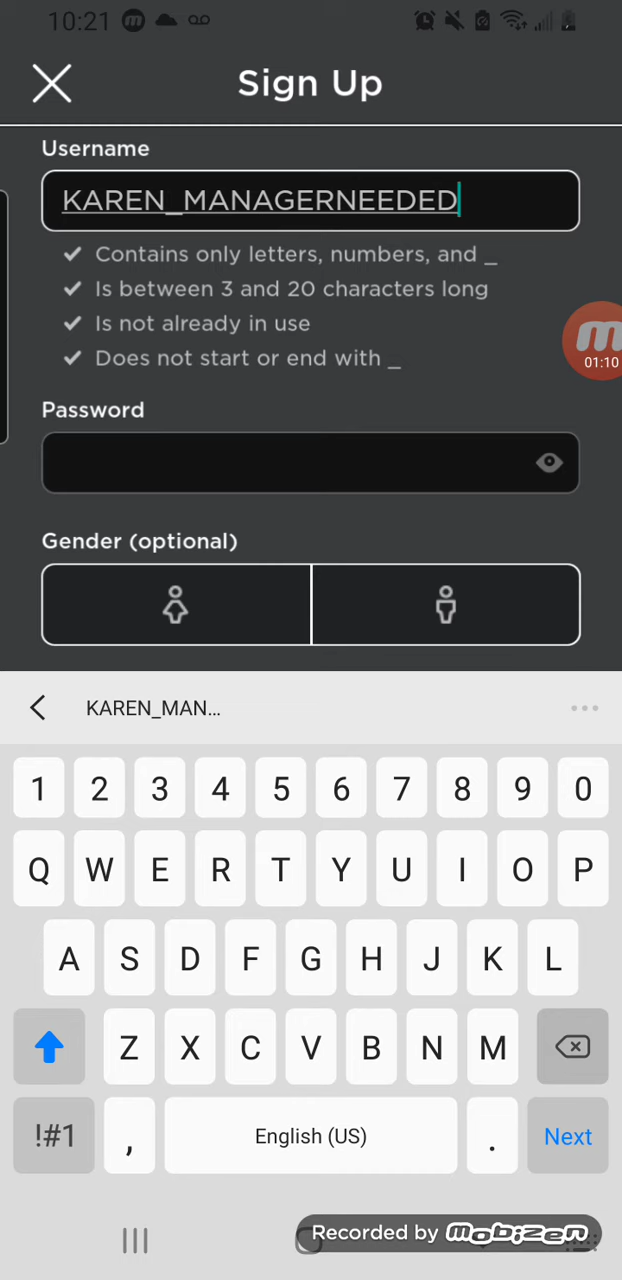 10:21
Sign Up
Username
KAREN_MANAGERNEEDED
Contains only letters, numbers, and _
Is between 3 and 20 characters long
Is not already in use
Does not start or end with _
01:10
Password
Gender (optional)
KAREN_MAN...
1 2 3 4 5 6 7 8 9 0
Q W E R T Y U I O P
A S D F G H J K L
Z X C V B N M
!#1 , English (US) . Next
Recorded by mobizen